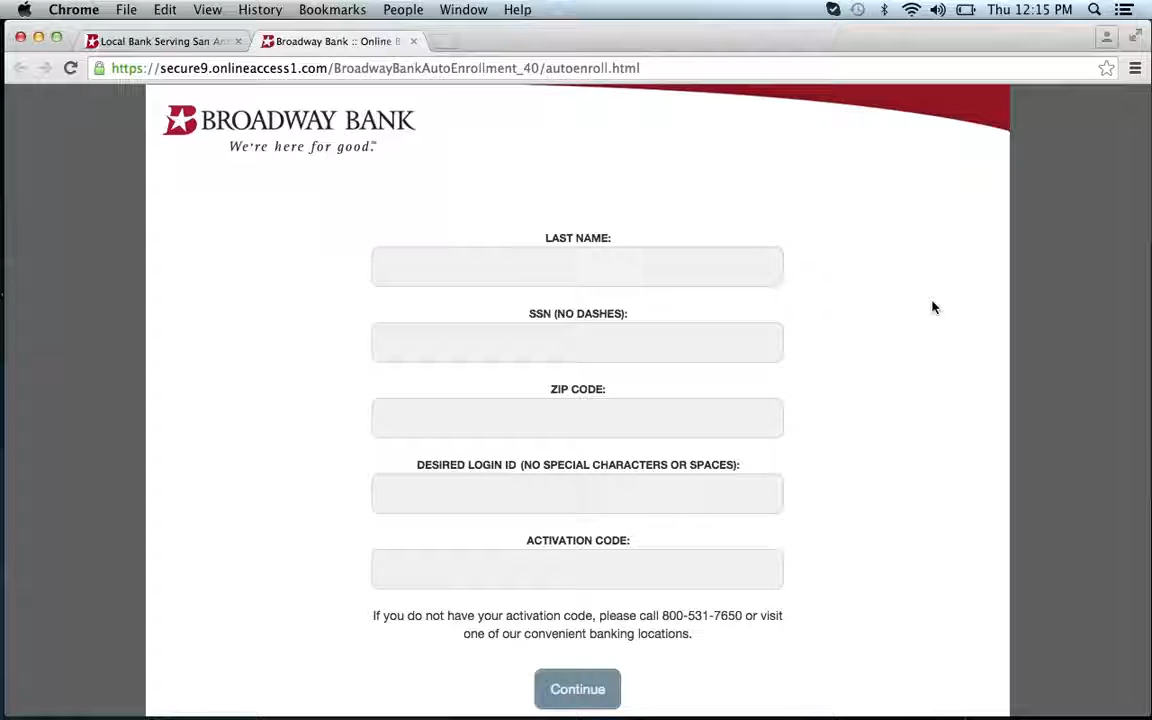 Chrome File Edit View History Bookmarks People Window Help Thu 12:15 PM
Local Bank Serving San An
Broadway Bank :: Online B
https://secure9.onlineaccess1.com/BroadwayBankAutoEnrollment_40/autoenroll.html
BROADWAY BANK
We're here for good.™
LAST NAME:
SSN (NO DASHES):
ZIP CODE:
DESIRED LOGIN ID (NO SPECIAL CHARACTERS OR SPACES):
ACTIVATION CODE:
If you do not have your activation code, please call 800-531-7650 or visit
one of our convenient banking locations.
Continue